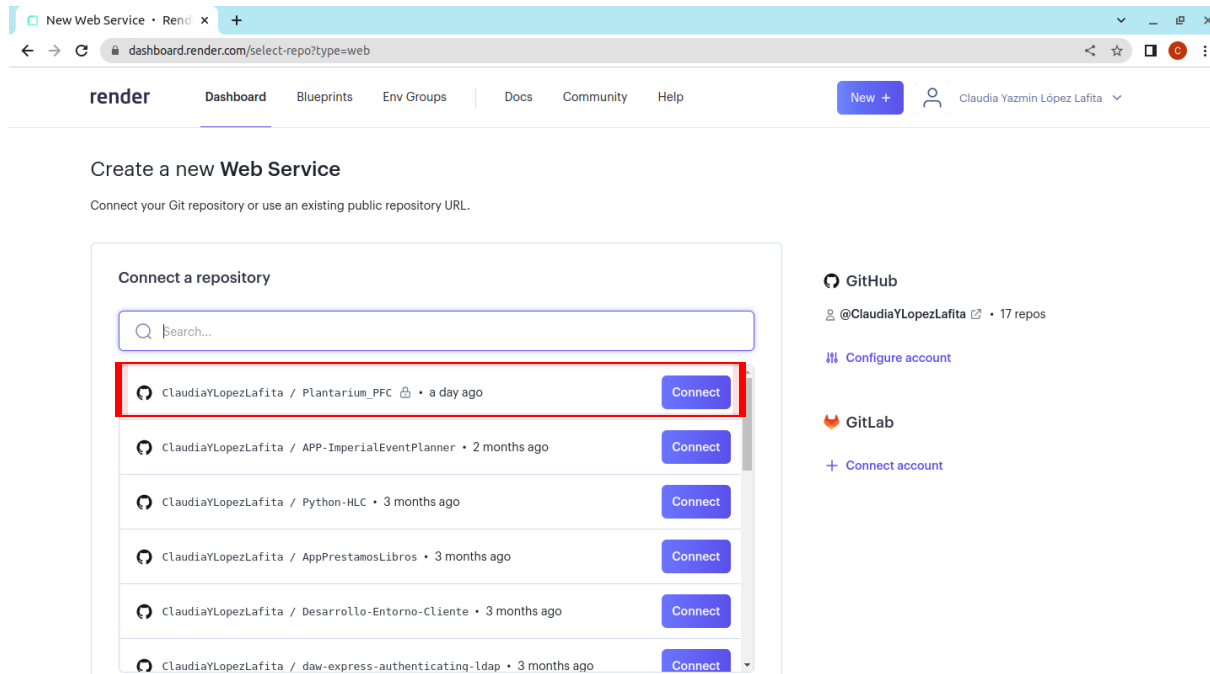 New Web Service • Rend
dashboard.render.com/select-repo?type=web
C
render
Dashboard
Blueprints
Env Groups
Docs
Community
Help
New +
Claudia Yazmin López Lafita
Create a new Web Service
Connect your Git repository or use an existing public repository URL.
Connect a repository
Search...
ClaudiaYLopezLafita / Plantarium_PFC • a day ago
Connect
ClaudiaYLopezLafita / APP-ImperialEventPlanner • 2 months ago
Connect
ClaudiaYLopezLafita / Python-HLC • 3 months ago
Connect
ClaudiaYLopezLafita / AppPrestamosLibros • 3 months ago
Connect
ClaudiaYLopezLafita / Desarrollo-Entorno-Cliente • 3 months ago
Connect
ClaudiaYLopezLafita / daw-express-authenticating-ldap • 3 months ago
Connect
GitHub
@ClaudiaYLopezLafita • 17 repos
Configure account
GitLab
+ Connect account